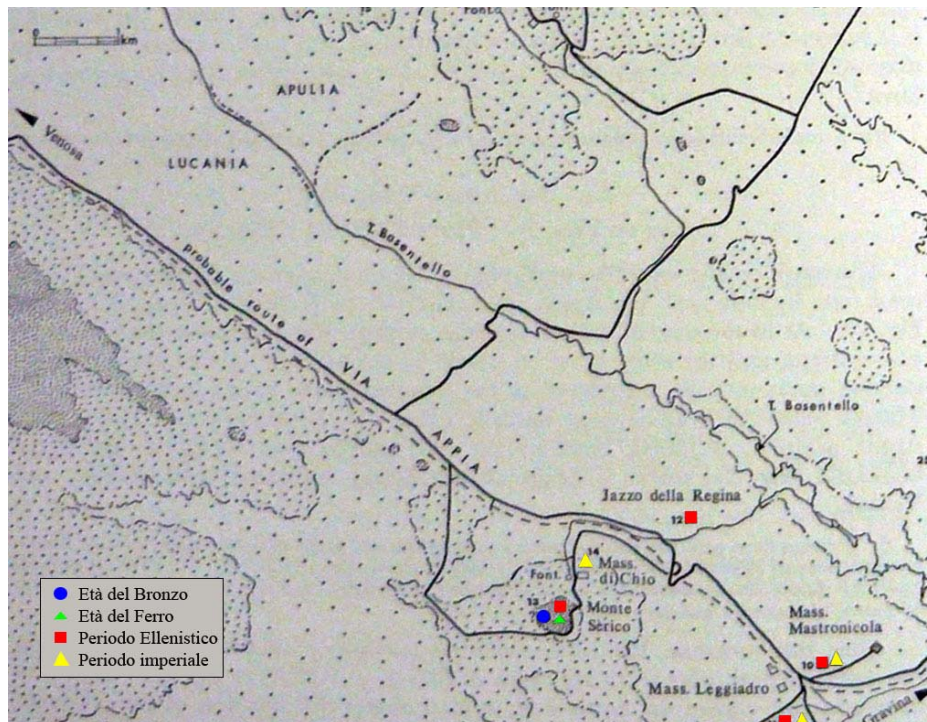 Font.
0
km
APULIA
LUCANIA
Venosa
T. Basentello
probable route of VIA APPIA
T. Basentello
Jazzo della Regina
12
14
Mass.
di Chio
Font.
13
Monte
Serico
Mass.
Mastronicola
10
Mass. Leggiadro
Gravina
Età del Bronzo
Età del Ferro
Periodo Ellenistico
Periodo imperiale